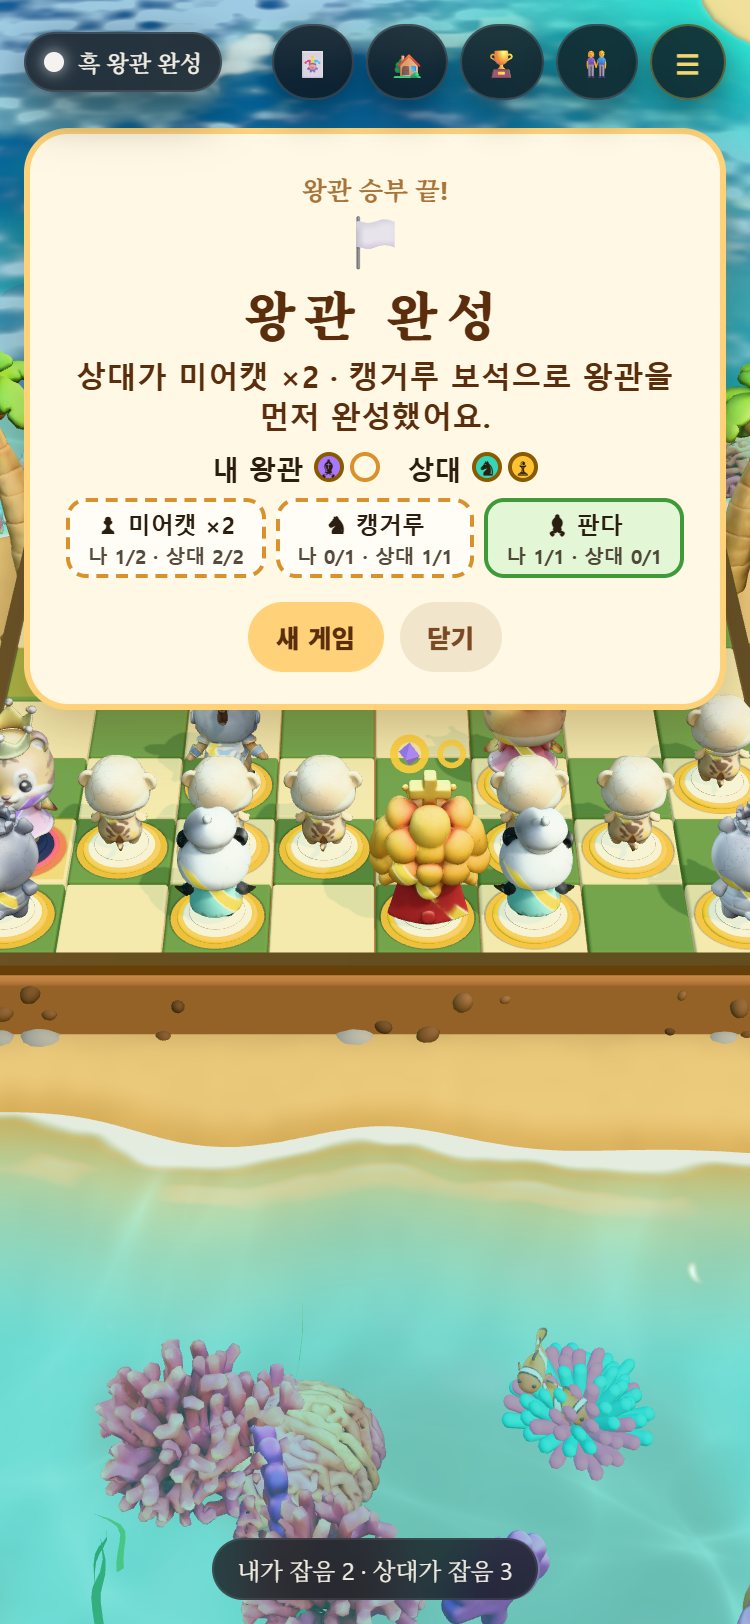 흑 왕관 완성
왕관 승부 끝!
왕관 완성
상대가 미어캣 ×2 · 캥거루 보석으로 왕관을
먼저 완성했어요.
내 왕관 상대
미어캣 ×2
나 1/2 · 상대 2/2
캥거루
나 0/1 · 상대 1/1
판다
나 1/1 · 상대 0/1
새 게임
닫기
내가 잡음 2 · 상대가 잡음 3